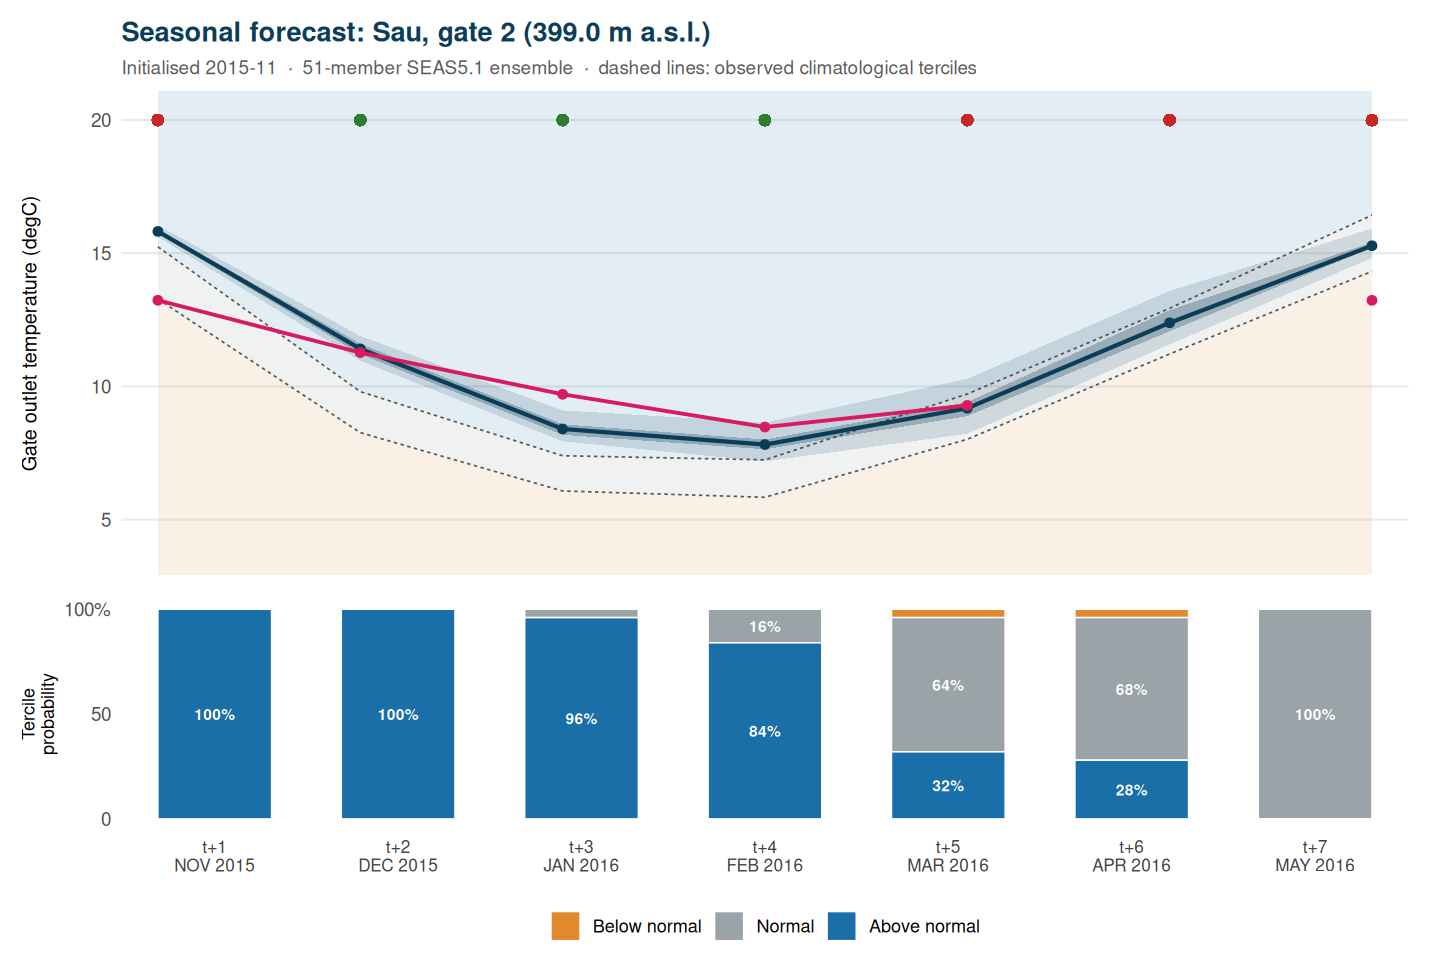 Seasonal forecast: Sau, gate 2 (399.0 m a.s.l.)
Initialised 2015-11 · 51-member SEAS5.1 ensemble · dashed lines: observed climatological terciles
Gate outlet temperature (degC)
20
15
10
5
Tercile
probability
100%
50
0
100%
100%
96%
16%
84%
64%
32%
68%
28%
100%
t+1
NOV 2015
t+2
DEC 2015
t+3
JAN 2016
t+4
FEB 2016
t+5
MAR 2016
t+6
APR 2016
t+7
MAY 2016
Below normal
Normal
Above normal